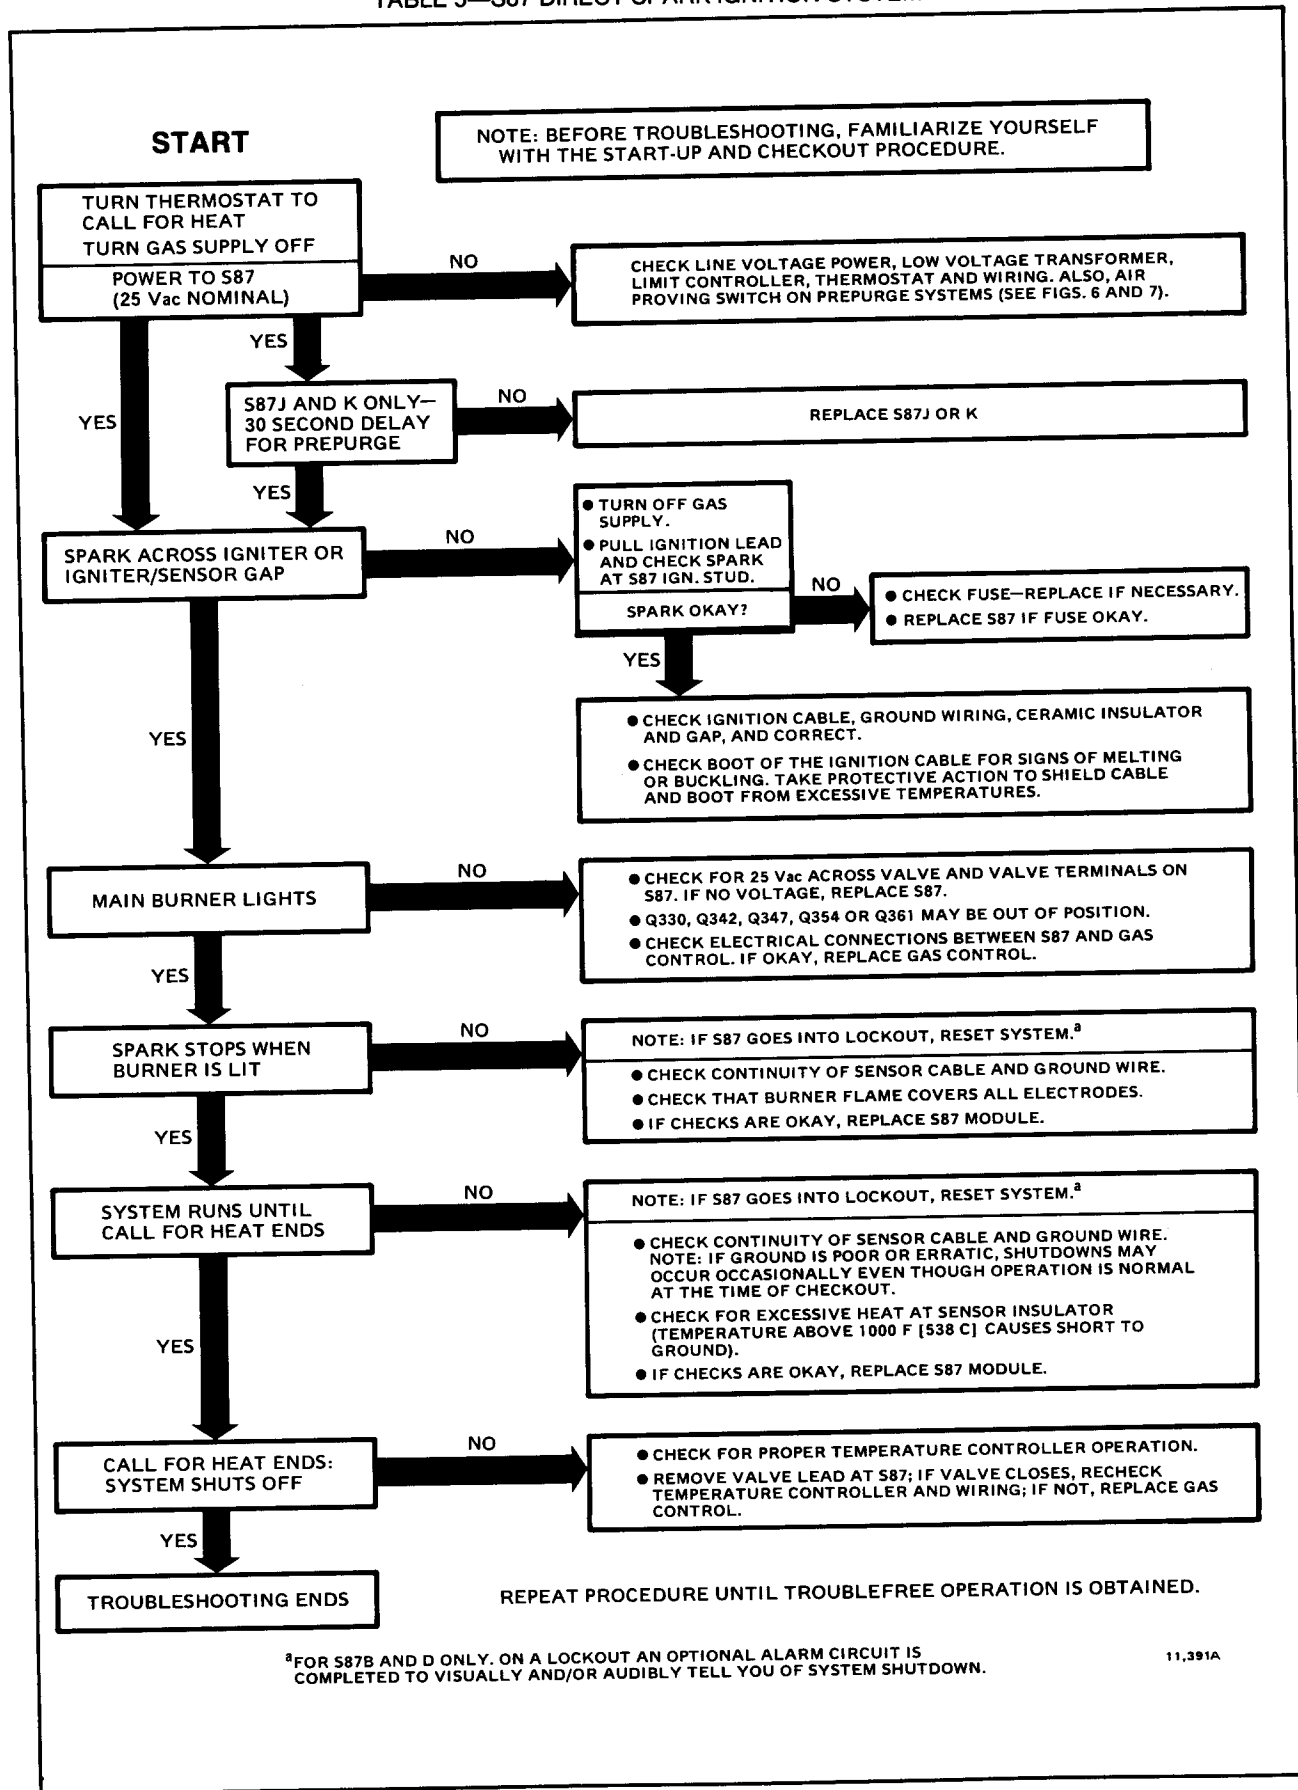 START
NOTE: BEFORE TROUBLESHOOTING, FAMILIARIZE YOURSELF
WITH THE START-UP AND CHECKOUT PROCEDURE.
TURN THERMOSTAT TO
CALL FOR HEAT
TURN GAS SUPPLY OFF
POWER TO S87
(25 Vac NOMINAL)
NO
CHECK LINE VOLTAGE POWER, LOW VOLTAGE TRANSFORMER,
LIMIT CONTROLLER, THERMOSTAT AND WIRING. ALSO, AIR
PROVING SWITCH ON PREPURGE SYSTEMS (SEE FIGS. 6 AND 7).
YES
YES
S87J AND K ONLY—
30 SECOND DELAY
FOR PREPURGE
NO
REPLACE S87J OR K
YES
SPARK ACROSS IGNITER OR
IGNITER/SENSOR GAP
NO
● TURN OFF GAS
SUPPLY.
● PULL IGNITION LEAD
AND CHECK SPARK
AT S87 IGN. STUD.
SPARK OKAY?
NO
● CHECK FUSE—REPLACE IF NECESSARY.
● REPLACE S87 IF FUSE OKAY.
YES
● CHECK IGNITION CABLE, GROUND WIRING, CERAMIC INSULATOR
AND GAP, AND CORRECT.
● CHECK BOOT OF THE IGNITION CABLE FOR SIGNS OF MELTING
OR BUCKLING. TAKE PROTECTIVE ACTION TO SHIELD CABLE
AND BOOT FROM EXCESSIVE TEMPERATURES.
YES
MAIN BURNER LIGHTS
NO
● CHECK FOR 25 Vac ACROSS VALVE AND VALVE TERMINALS ON
S87. IF NO VOLTAGE, REPLACE S87.
● Q330, Q342, Q347, Q354 OR Q361 MAY BE OUT OF POSITION.
● CHECK ELECTRICAL CONNECTIONS BETWEEN S87 AND GAS
CONTROL. IF OKAY, REPLACE GAS CONTROL.
YES
SPARK STOPS WHEN
BURNER IS LIT
NO
NOTE: IF S87 GOES INTO LOCKOUT, RESET SYSTEM.a
● CHECK CONTINUITY OF SENSOR CABLE AND GROUND WIRE.
● CHECK THAT BURNER FLAME COVERS ALL ELECTRODES.
● IF CHECKS ARE OKAY, REPLACE S87 MODULE.
YES
SYSTEM RUNS UNTIL
CALL FOR HEAT ENDS
NO
NOTE: IF S87 GOES INTO LOCKOUT, RESET SYSTEM.a
● CHECK CONTINUITY OF SENSOR CABLE AND GROUND WIRE.
NOTE: IF GROUND IS POOR OR ERRATIC, SHUTDOWNS MAY
OCCUR OCCASIONALLY EVEN THOUGH OPERATION IS NORMAL
AT THE TIME OF CHECKOUT.
● CHECK FOR EXCESSIVE HEAT AT SENSOR INSULATOR
(TEMPERATURE ABOVE 1000 F [538 C] CAUSES SHORT TO
GROUND).
● IF CHECKS ARE OKAY, REPLACE S87 MODULE.
YES
CALL FOR HEAT ENDS:
SYSTEM SHUTS OFF
NO
● CHECK FOR PROPER TEMPERATURE CONTROLLER OPERATION.
● REMOVE VALVE LEAD AT S87; IF VALVE CLOSES, RECHECK
TEMPERATURE CONTROLLER AND WIRING; IF NOT, REPLACE GAS
CONTROL.
YES
TROUBLESHOOTING ENDS
REPEAT PROCEDURE UNTIL TROUBLEFREE OPERATION IS OBTAINED.
aFOR S87B AND D ONLY. ON A LOCKOUT AN OPTIONAL ALARM CIRCUIT IS
COMPLETED TO VISUALLY AND/OR AUDIBLY TELL YOU OF SYSTEM SHUTDOWN.
11,391A